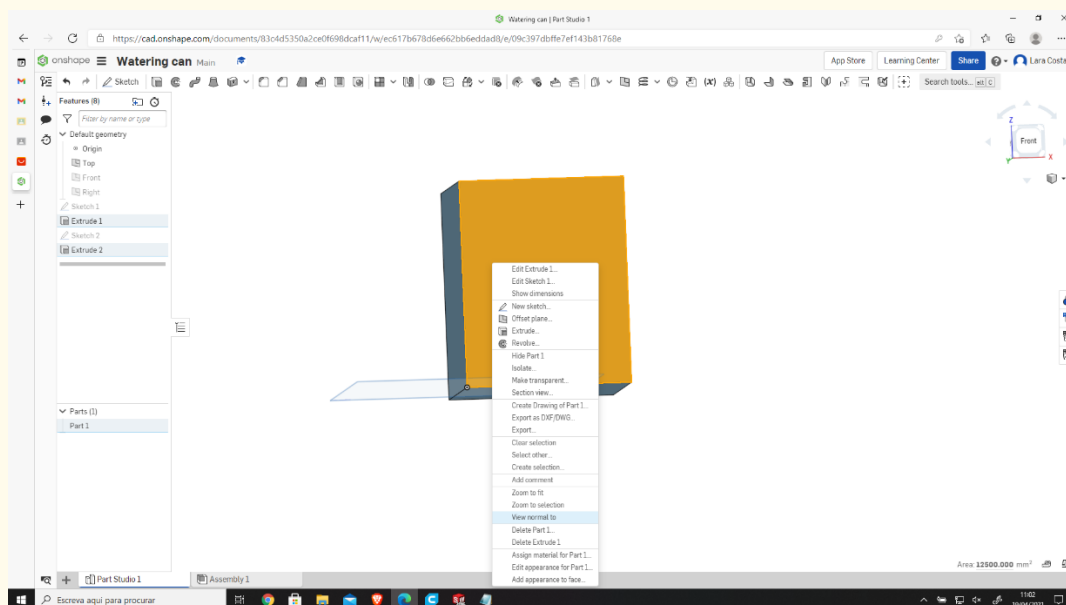 Watering can | Part Studio 1
https://cad.onshape.com/documents/83c4d5350a2ce0f698dcaf11/w/ec617b678d6e662bb6eddad8/e/09c397dbffe7ef143b81768e
onshape Watering can Main App Store Learning Center Share Lara Costa
Sketch Search tools... alt C
Features (8)
Filter by name or type
Default geometry
Origin
Top
Front
Right
Sketch 1
Extrude 1
Sketch 2
Extrude 2
Parts (1)
Part 1
Z
Front
X
Y
Edit Extrude 1...
Edit Sketch 1...
Show dimensions
New sketch...
Offset plane...
Extrude...
Revolve...
Hide Part 1
Isolate...
Make transparent...
Section view...
Create Drawing of Part 1...
Export as DXF/DWG...
Export...
Clear selection
Select other...
Create selection...
Add comment
Zoom to fit
Zoom to selection
View normal to
Delete Part 1...
Delete Extrude 1
Assign material for Part 1...
Edit appearance for Part 1...
Add appearance to face...
Area: 12500.000 mm²
Part Studio 1 Assembly 1
Escreva aqui para procurar
11:02